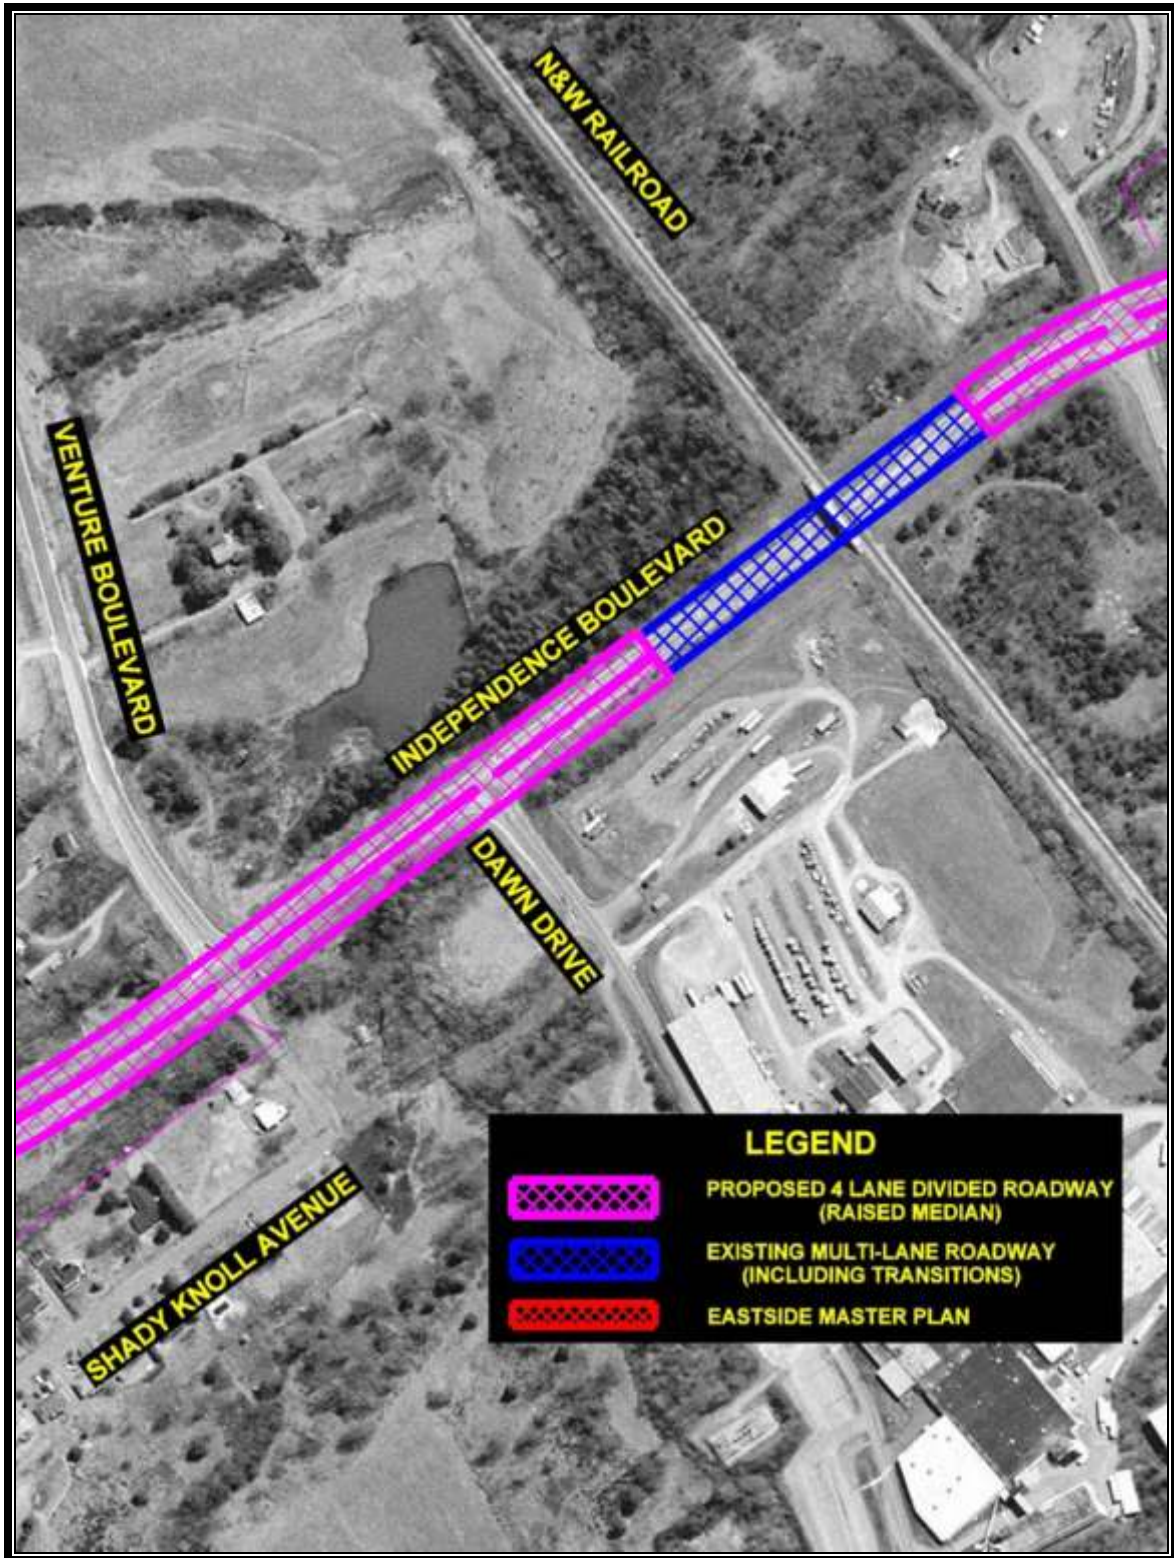 N&W RAILROAD
VENTURE BOULEVARD
INDEPENDENCE BOULEVARD
DAWN DRIVE
SHADY KNOLL AVENUE
LEGEND
PROPOSED 4 LANE DIVIDED ROADWAY
(RAISED MEDIAN)
EXISTING MULTI-LANE ROADWAY
(INCLUDING TRANSITIONS)
EASTSIDE MASTER PLAN